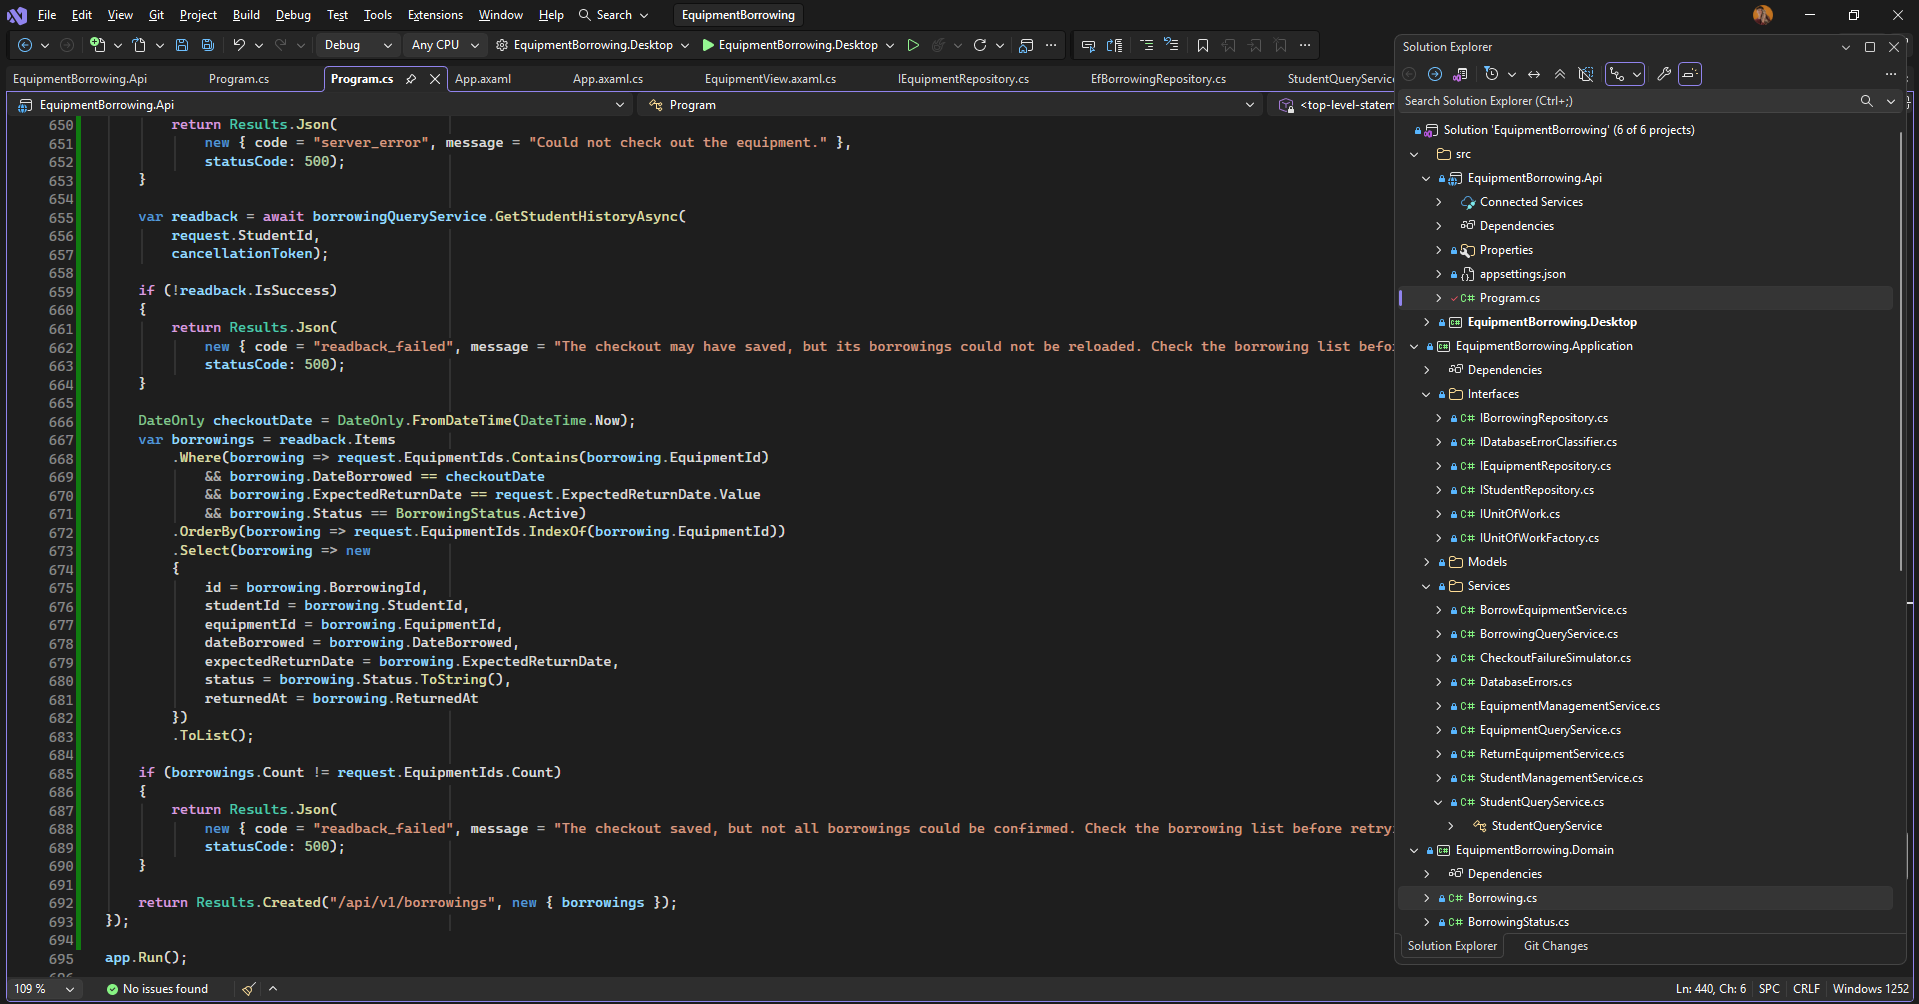 File Edit View Git Project Build Debug Test Tools Extensions Window Help Search EquipmentBorrowing
Debug Any CPU EquipmentBorrowing.Desktop EquipmentBorrowing.Desktop
EquipmentBorrowing.Api Program.cs Program.cs App.axaml App.axaml.cs EquipmentView.axaml.cs IEquipmentRepository.cs EfBorrowingRepository.cs StudentQueryService
EquipmentBorrowing.Api Program <top-level-statem
650 return Results.Json(
651 new { code = "server_error", message = "Could not check out the equipment." },
652 statusCode: 500);
653 }
654
655 var readback = await borrowingQueryService.GetStudentHistoryAsync(
656 request.StudentId,
657 cancellationToken);
658
659 if (!readback.IsSuccess)
660 {
661 return Results.Json(
662 new { code = "readback_failed", message = "The checkout may have saved, but its borrowings could not be reloaded. Check the borrowing list befo
663 statusCode: 500);
664 }
665
666 DateOnly checkoutDate = DateOnly.FromDateTime(DateTime.Now);
667 var borrowings = readback.Items
668 .Where(borrowing => request.EquipmentIds.Contains(borrowing.EquipmentId)
669 && borrowing.DateBorrowed == checkoutDate
670 && borrowing.ExpectedReturnDate == request.ExpectedReturnDate.Value
671 && borrowing.Status == BorrowingStatus.Active)
672 .OrderBy(borrowing => request.EquipmentIds.IndexOf(borrowing.EquipmentId))
673 .Select(borrowing => new
674 {
675 id = borrowing.BorrowingId,
676 studentId = borrowing.StudentId,
677 equipmentId = borrowing.EquipmentId,
678 dateBorrowed = borrowing.DateBorrowed,
679 expectedReturnDate = borrowing.ExpectedReturnDate,
680 status = borrowing.Status.ToString(),
681 returnedAt = borrowing.ReturnedAt
682 })
683 .ToList();
684
685 if (borrowings.Count != request.EquipmentIds.Count)
686 {
687 return Results.Json(
688 new { code = "readback_failed", message = "The checkout saved, but not all borrowings could be confirmed. Check the borrowing list before retry
689 statusCode: 500);
690 }
691
692 return Results.Created("/api/v1/borrowings", new { borrowings });
693 });
694
695 app.Run();
109 % No issues found Ln: 440, Ch: 6 SPC CRLF Windows 1252
Solution Explorer
Search Solution Explorer (Ctrl+;)
Solution 'EquipmentBorrowing' (6 of 6 projects)
src
EquipmentBorrowing.Api
Connected Services
Dependencies
Properties
appsettings.json
C# Program.cs
EquipmentBorrowing.Desktop
EquipmentBorrowing.Application
Dependencies
Interfaces
C# IBorrowingRepository.cs
C# IDatabaseErrorClassifier.cs
C# IEquipmentRepository.cs
C# IStudentRepository.cs
C# IUnitOfWork.cs
C# IUnitOfWorkFactory.cs
Models
Services
C# BorrowEquipmentService.cs
C# BorrowingQueryService.cs
C# CheckoutFailureSimulator.cs
C# DatabaseErrors.cs
C# EquipmentManagementService.cs
C# EquipmentQueryService.cs
C# ReturnEquipmentService.cs
C# StudentManagementService.cs
C# StudentQueryService.cs
StudentQueryService
EquipmentBorrowing.Domain
Dependencies
C# Borrowing.cs
C# BorrowingStatus.cs
Solution Explorer Git Changes